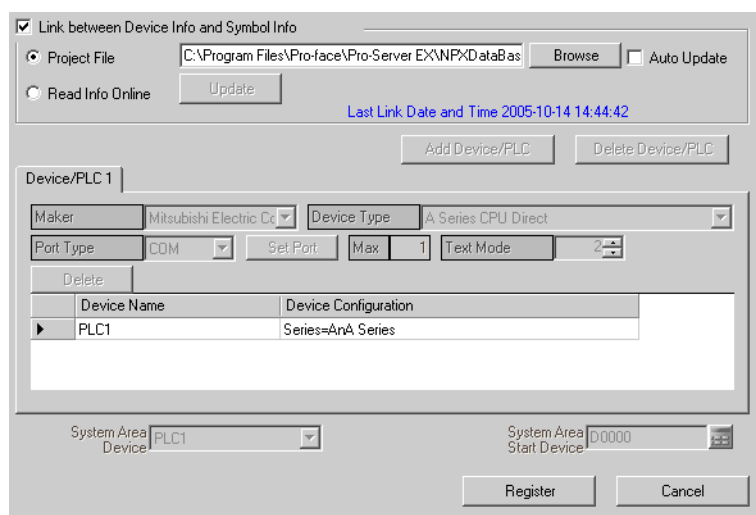 Link between Device Info and Symbol Info
Project File C:\Program Files\Pro-face\Pro-Server EX\NPXDataBas Browse Auto Update
Read Info Online Update
Last Link Date and Time 2005-10-14 14:44:42
Add Device/PLC Delete Device/PLC
Device/PLC 1
Maker Mitsubishi Electric Cc Device Type A Series CPU Direct
Port Type COM Set Port Max 1 Text Mode 2
Delete
Device Name Device Configuration
PLC1 Series=AnA Series
System Area Device PLC1 System Area Start Device D0000
Register Cancel